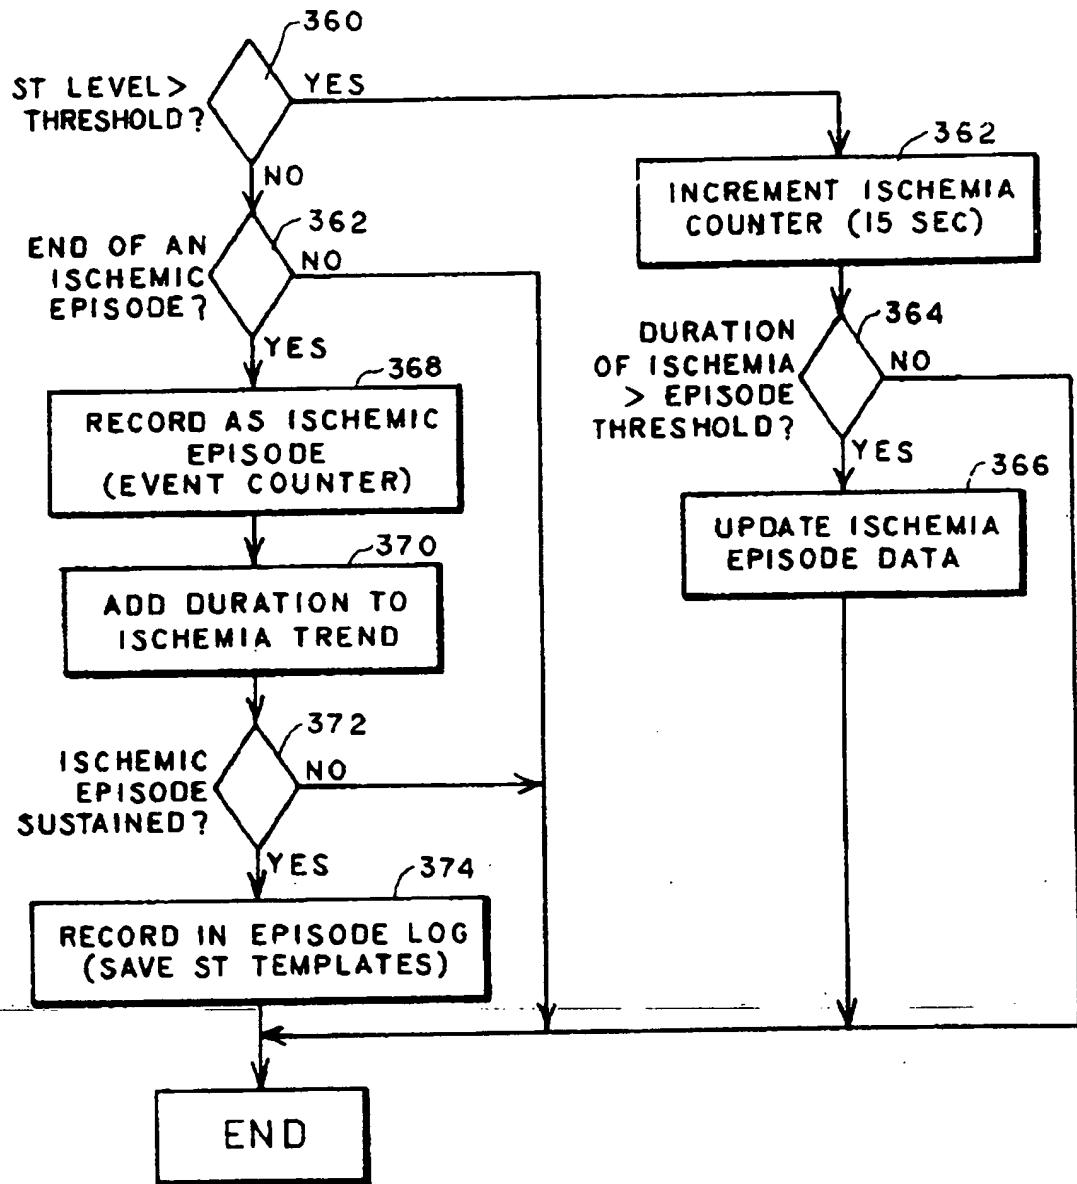 360
ST LEVEL >
THRESHOLD?
YES
NO
362
END OF AN
ISCHEMIC
EPISODE?
NO
YES
368
RECORD AS ISCHEMIC
EPISODE
(EVENT COUNTER)
370
ADD DURATION TO
ISCHEMIA TREND
372
ISCHEMIC
EPISODE
SUSTAINED?
NO
YES
374
RECORD IN EPISODE LOG
(SAVE ST TEMPLATES)
362
INCREMENT ISCHEMIA
COUNTER (15 SEC)
364
DURATION
OF ISCHEMIA
> EPISODE
THRESHOLD?
NO
YES
366
UPDATE ISCHEMIA
EPISODE DATA
END